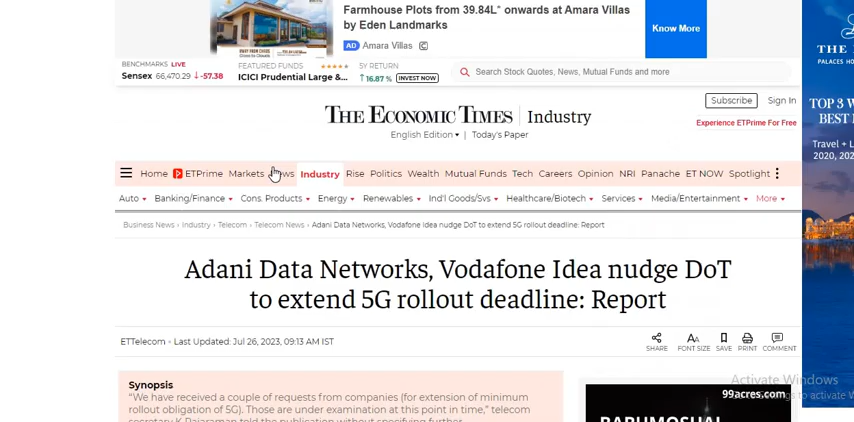 Farmhouse Plots from 39.84L* onwards at Amara Villas
by Eden Landmarks
AD Amara Villas
Know More
BENCHMARKS LIVE
Sensex 66,470.29 ↓-57.38
FEATURED FUNDS ★★★★★
ICICI Prudential Large &...
5Y RETURN
↑16.87 % INVEST NOW
Search Stock Quotes, News, Mutual Funds and more
Subscribe Sign In
THE ECONOMIC TIMES | Industry
Experience ETPrime For Free
English Edition ▾ | Today's Paper
Home ETPrime Markets Industry Rise Politics Wealth Mutual Funds Tech Careers Opinion NRI Panache ET NOW Spotlight
Auto ▾ Banking/Finance ▾ Cons. Products ▾ Energy ▾ Renewables ▾ Ind'l Goods/Svs ▾ Healthcare/Biotech ▾ Services ▾ Media/Entertainment ▾ More ▾
Business News › Industry › Telecom › Telecom News › Adani Data Networks, Vodafone Idea nudge DoT to extend 5G rollout deadline: Report
Adani Data Networks, Vodafone Idea nudge DoT
to extend 5G rollout deadline: Report
ETTelecom • Last Updated: Jul 26, 2023, 09:13 AM IST
SHARE FONT SIZE SAVE PRINT COMMENT
Synopsis
“We have received a couple of requests from companies (for extension of minimum
rollout obligation of 5G). Those are under examination at this point in time,” telecom
secretary K Rajaraman told the publication without specifying further.
99acres.com
Activate Windows
THE
PALACES
TOP 3 W
BEST
Travel + L
2020, 202